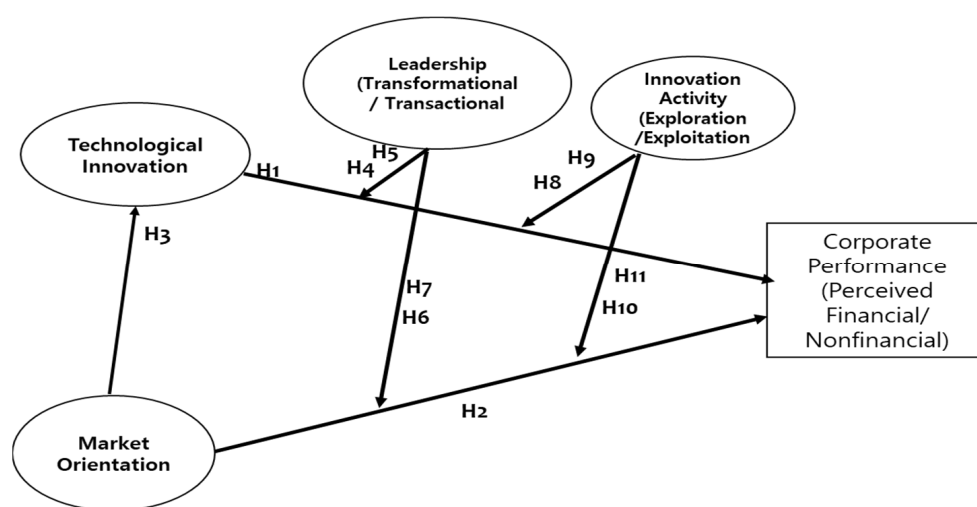 Leadership
(Transformational
/ Transactional
Innovation
Activity
(Exploration
/Exploitation
Technological
Innovation
H1
H5
H4
H9
H8
H3
H7
H6
H11
H10
Corporate
Performance
(Perceived
Financial/
Nonfinancial)
H2
Market
Orientation